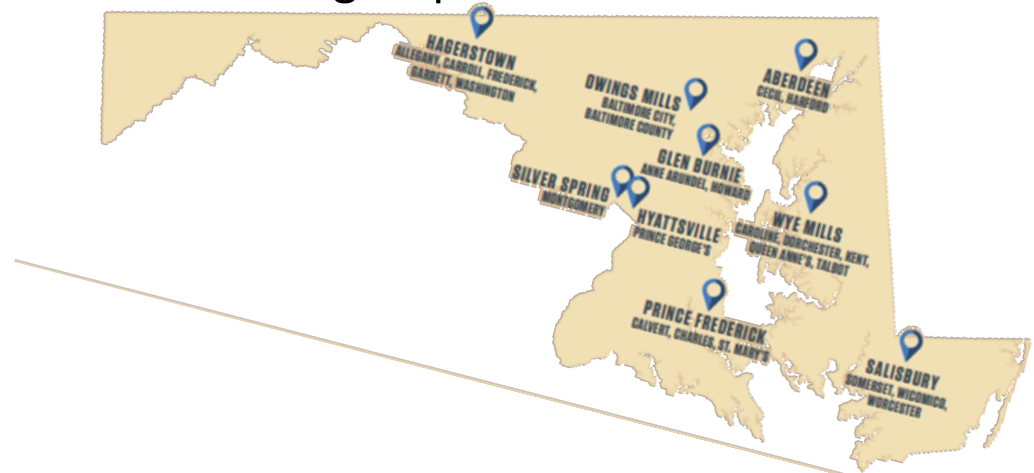 HAGERSTOWN
ALLEGANY, CARROLL, FREDERICK,
GARRETT, WASHINGTON
OWINGS MILLS
BALTIMORE CITY,
BALTIMORE COUNTY
ABERDEEN
CECIL, HARFORD
GLEN BURNIE
ANNE ARUNDEL, HOWARD
SILVER SPRING
MONTGOMERY
HYATTSVILLE
PRINCE GEORGE'S
WYE MILLS
CAROLINE, DORCHESTER, KENT,
QUEEN ANNE'S, TALBOT
PRINCE FREDERICK
CALVERT, CHARLES, ST. MARY'S
SALISBURY
SOMERSET, WICOMICO,
WORCESTER